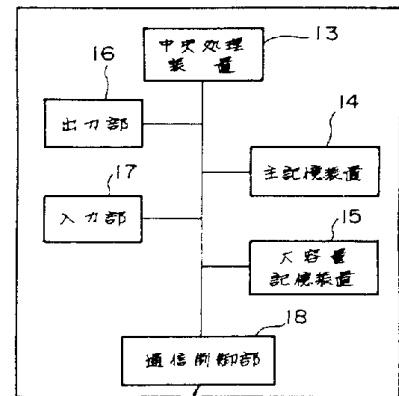 13
中央処理
装置
16
出力部
14
主記憶装置
17
入力部
15
大容量
記憶装置
18
通信制御部